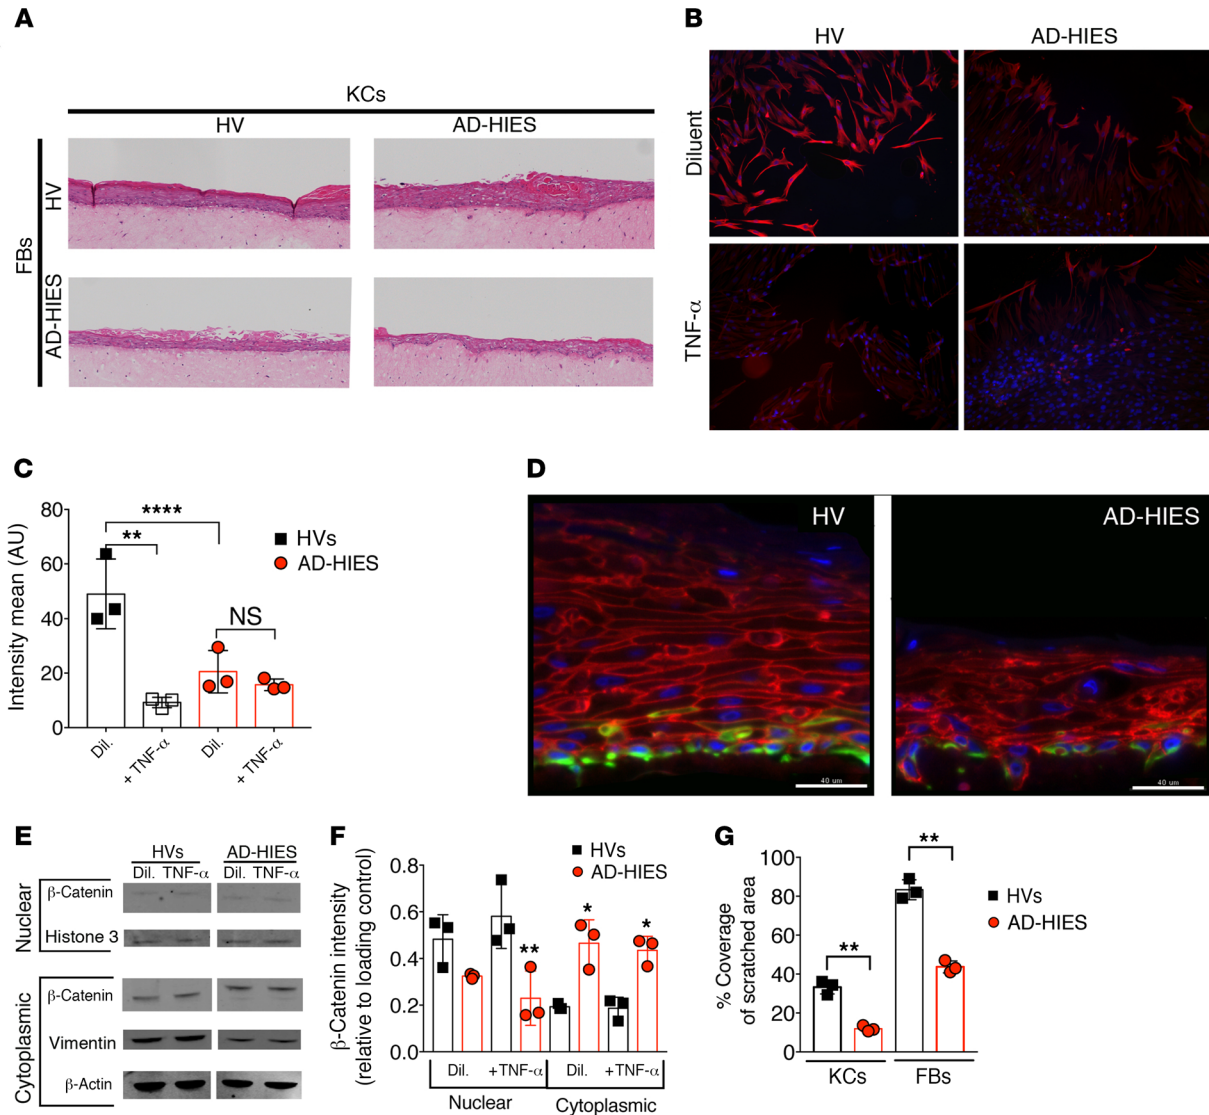 A
KCs
HV
AD-HIES
FBs
HV
AD-HIES
B
HV
AD-HIES
Diluent
TNF-α
C
Intensity mean (AU)
80
60
40
20
0
****
**
NS
HVs
AD-HIES
Dil.
+ TNF-α
Dil.
+ TNF-α
D
HV
AD-HIES
40 um
40 um
E
HVs
AD-HIES
Dil. TNF-α
Dil. TNF-α
Nuclear
β-Catenin
Histone 3
Cytoplasmic
β-Catenin
Vimentin
β-Actin
F
β-Catenin intensity
(relative to loading control)
0.8
0.6
0.4
0.2
0.0
HVs
AD-HIES
**
*
*
Dil.
+TNF-α
Dil.
+TNF-α
Nuclear
Cytoplasmic
G
% Coverage
of scratched area
100
80
60
40
20
0
**
**
HVs
AD-HIES
KCs
FBs